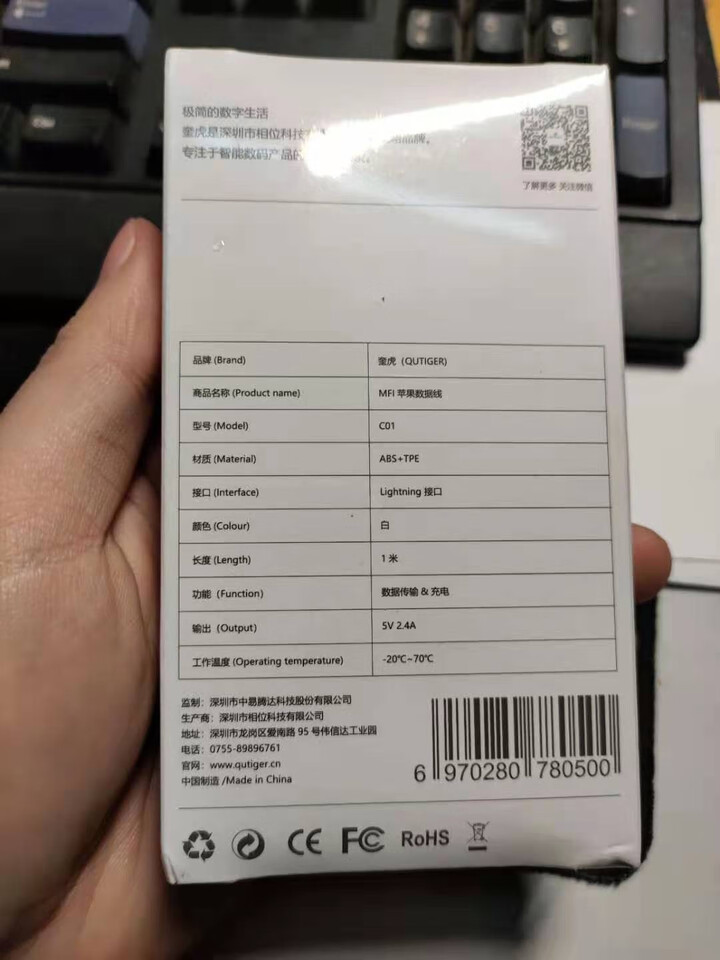 极简的数字生活
奎虎是深圳市相位科技 品牌，
专注于智能数码产品的
了解更多 关注微信
品牌 (Brand) 奎虎（QUTIGER)
商品名称 (Product name) MFI 苹果数据线
型号 (Model) C01
材质 (Material) ABS+TPE
接口 (Interface) Lightning 接口
颜色 (Colour) 白
长度 (Length) 1 米
功能（Function） 数据传输 & 充电
输出（Output） 5V 2.4A
工作温度 (Operating temperature) -20℃~70℃
监制：深圳市中易腾达科技股份有限公司
生产商：深圳市相位科技有限公司
地址：深圳市龙岗区爱南路 95 号伟信达工业园
电话：0755-89896761
官网：www.qutiger.cn
中国制造 /Made in China
6 970280 780500
CE FC RoHS